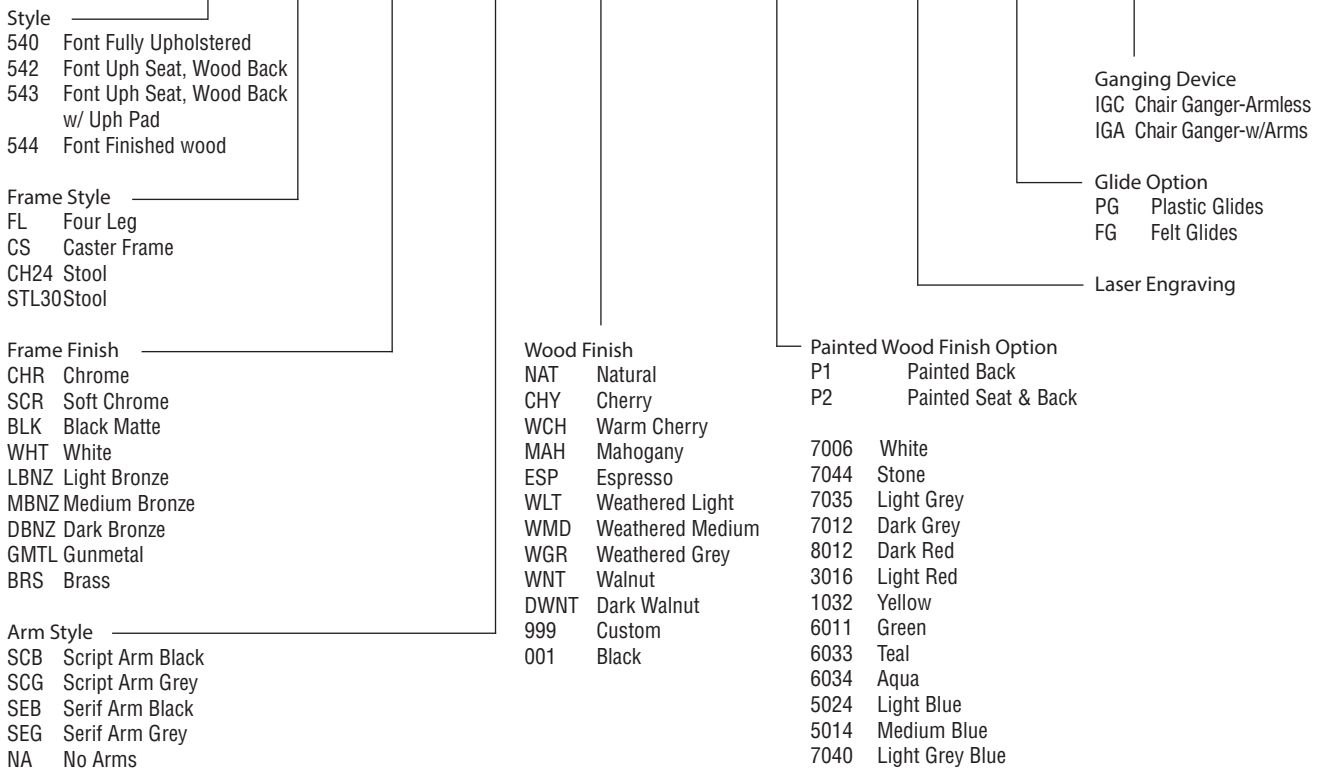 Style
540 Font Fully Upholstered
542 Font Uph Seat, Wood Back
543 Font Uph Seat, Wood Back
w/ Uph Pad
544 Font Finished wood
Frame Style
FL Four Leg
CS Caster Frame
CH24 Stool
STL30Stool
Frame Finish
CHR Chrome
SCR Soft Chrome
BLK Black Matte
WHT White
LBNZ Light Bronze
MBNZ Medium Bronze
DBNZ Dark Bronze
GMTL Gunmetal
BRS Brass
Arm Style
SCB Script Arm Black
SCG Script Arm Grey
SEB Serif Arm Black
SEG Serif Arm Grey
NA No Arms
Wood Finish
NAT Natural
CHY Cherry
WCH Warm Cherry
MAH Mahogany
ESP Espresso
WLT Weathered Light
WMD Weathered Medium
WGR Weathered Grey
WNT Walnut
DWNT Dark Walnut
999 Custom
001 Black
Painted Wood Finish Option
P1 Painted Back
P2 Painted Seat & Back
7006 White
7044 Stone
7035 Light Grey
7012 Dark Grey
8012 Dark Red
3016 Light Red
1032 Yellow
6011 Green
6033 Teal
6034 Aqua
5024 Light Blue
5014 Medium Blue
7040 Light Grey Blue
Laser Engraving
Glide Option
PG Plastic Glides
FG Felt Glides
Ganging Device
IGC Chair Ganger-Armless
IGA Chair Ganger-w/Arms